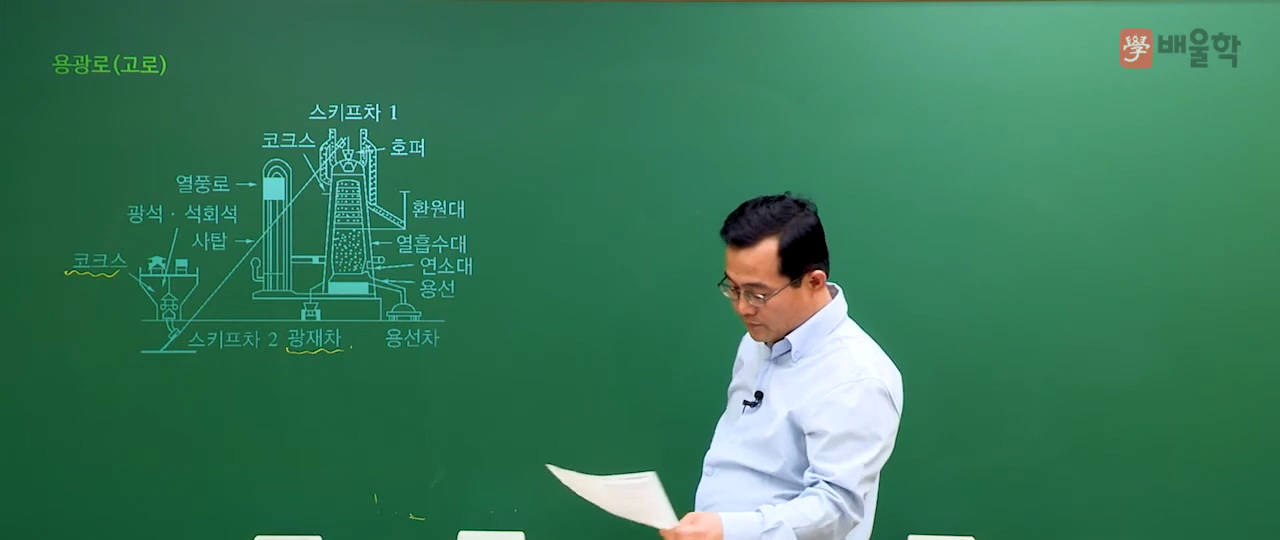 용광로(고로)
學 배울학
스키프차 1
코크스
호퍼
열풍로
광석·석회석
환원대
사탑
열흡수대
코크스
연소대
용선
스키프차 2
광재차
용선차